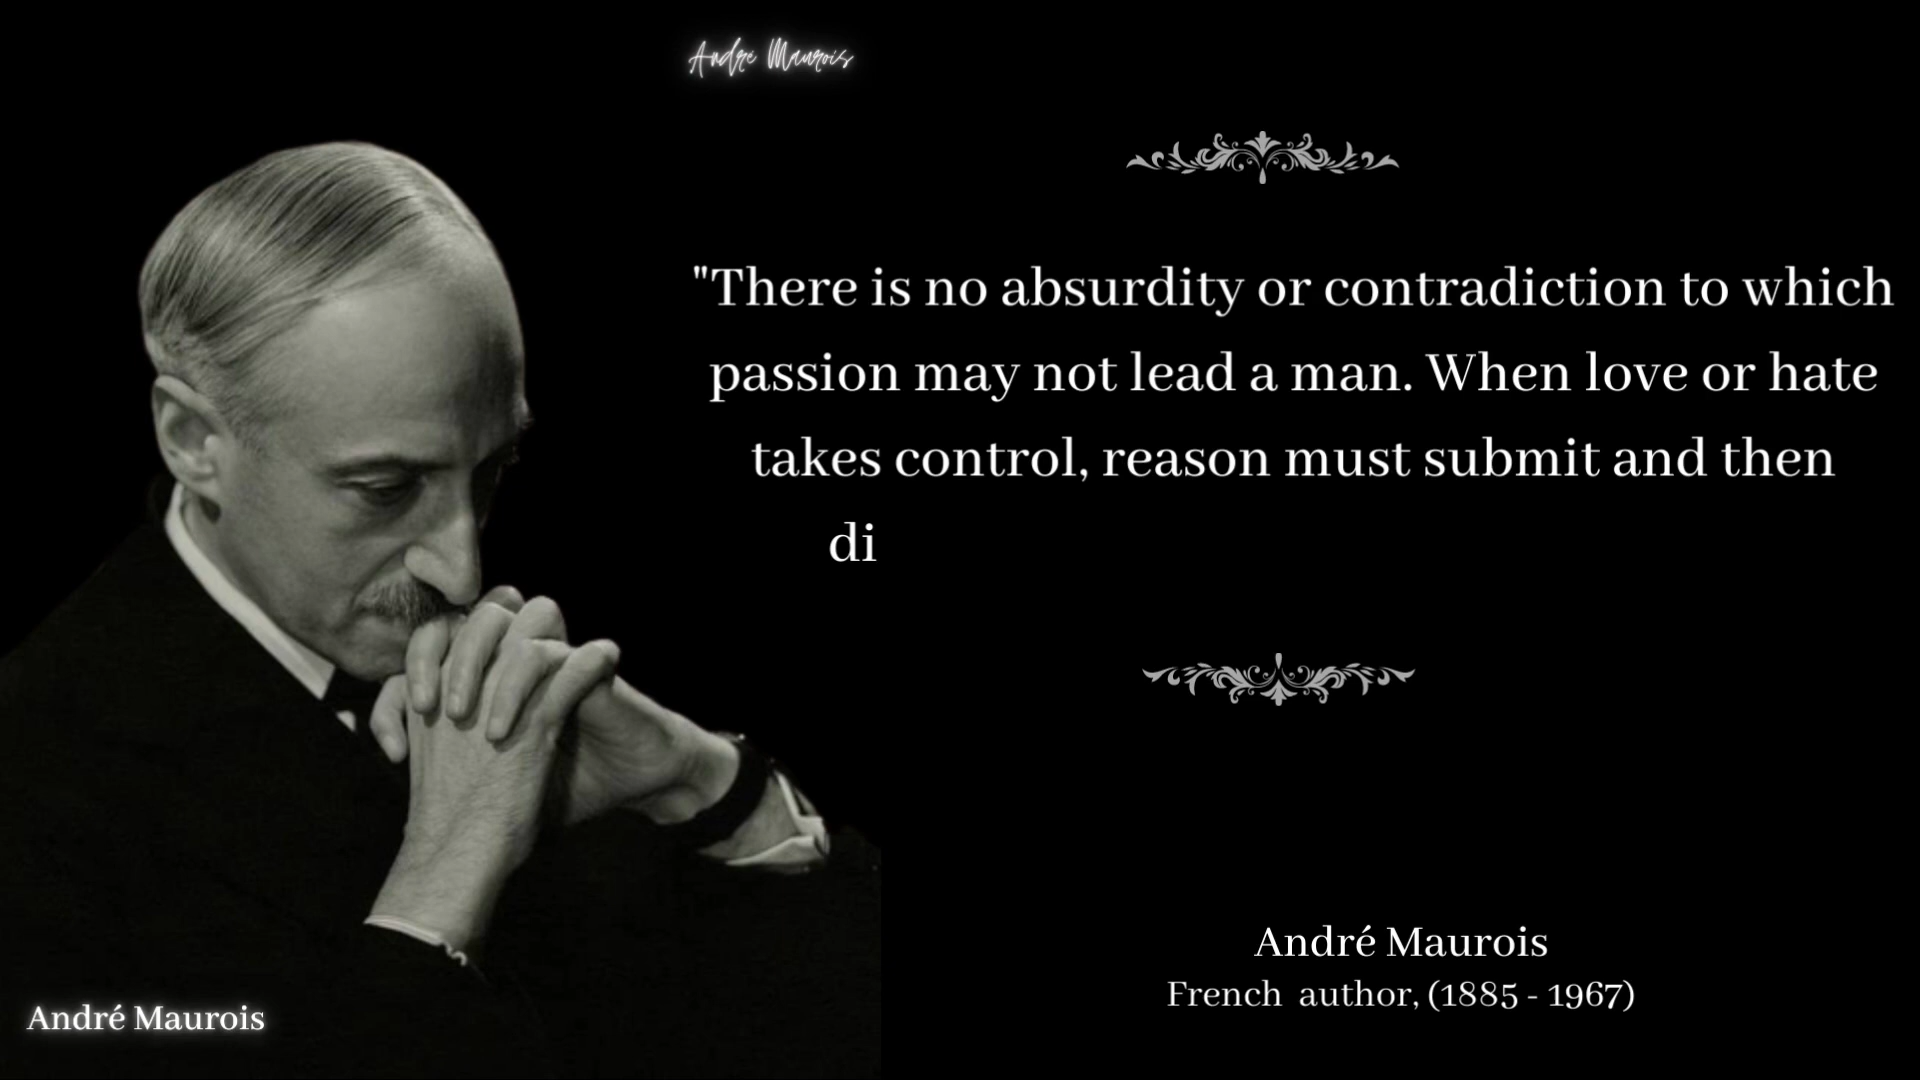 André Maurois
"There is no absurdity or contradiction to which
passion may not lead a man. When love or hate
takes control, reason must submit and then
di
André Maurois
French author, (1885 - 1967)
André Maurois